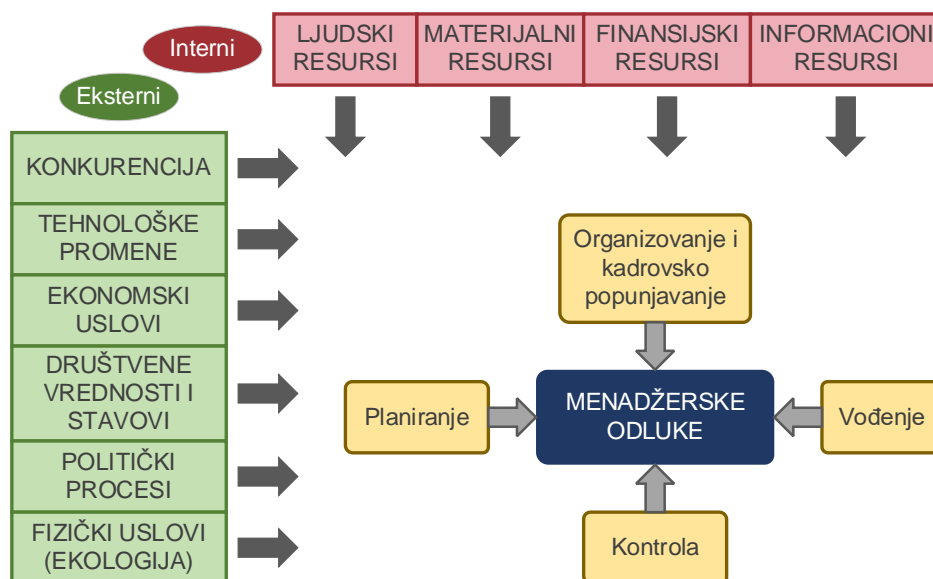 Interni
LJUDSKI
RESURSI
MATERIJALNI
RESURSI
FINANSIJSKI
RESURSI
INFORMACIONI
RESURSI
Eksterni
KONKURENCIJA
TEHNOLOŠKE
PROMENE
EKONOMSKI
USLOVI
DRUŠTVENE
VREDNOSTI I
STAVOVI
POLITIČKI
PROCESI
FIZIČKI USLOVI
(EKOLOGIJA)
Organizovanje i
kadrovsko
popunjavanje
Planiranje
MENADŽERSKE
ODLUKE
Vođenje
Kontrola